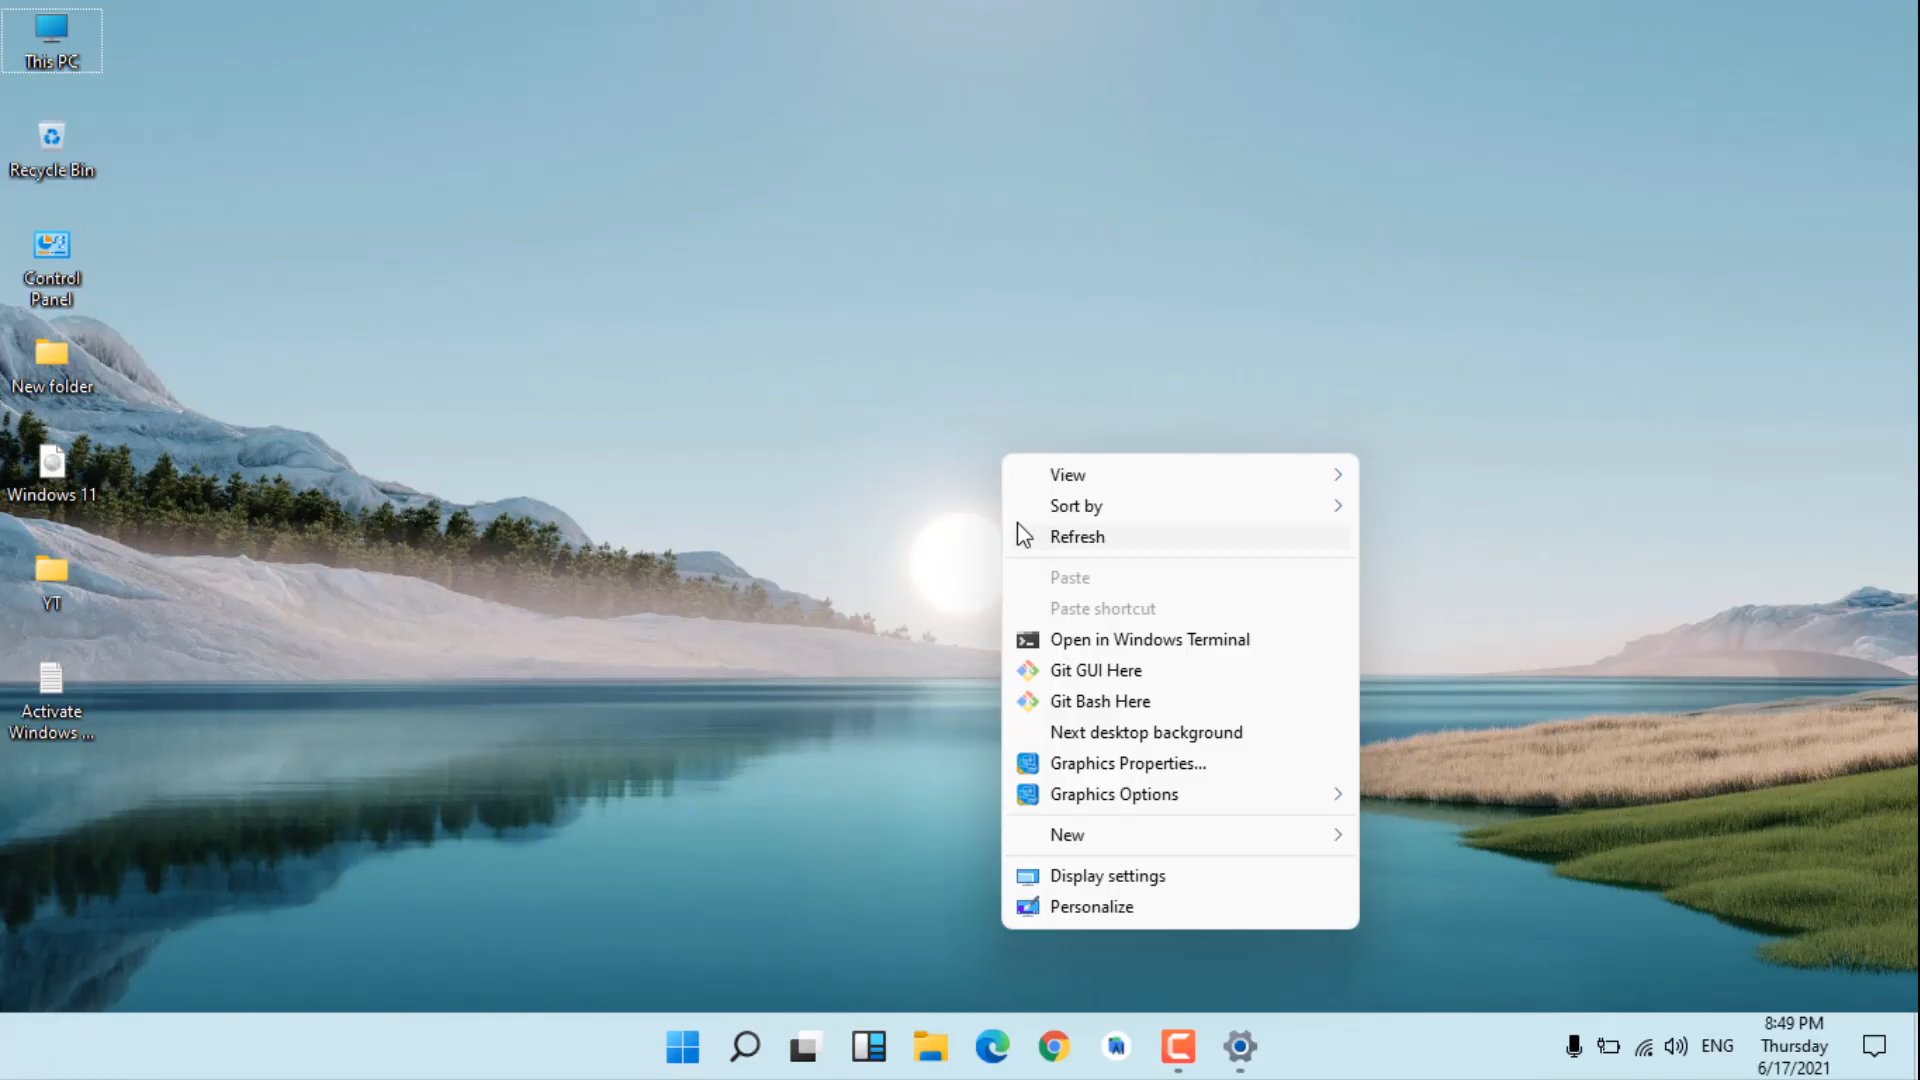 This PC
Recycle Bin
Control
Panel
New folder
Windows 11
YT
Activate
Windows ...
View
Sort by
Refresh
Paste
Paste shortcut
Open in Windows Terminal
Git GUI Here
Git Bash Here
Next desktop background
Graphics Properties...
Graphics Options
New
Display settings
Personalize
ENG
8:49 PM
Thursday
6/17/2021